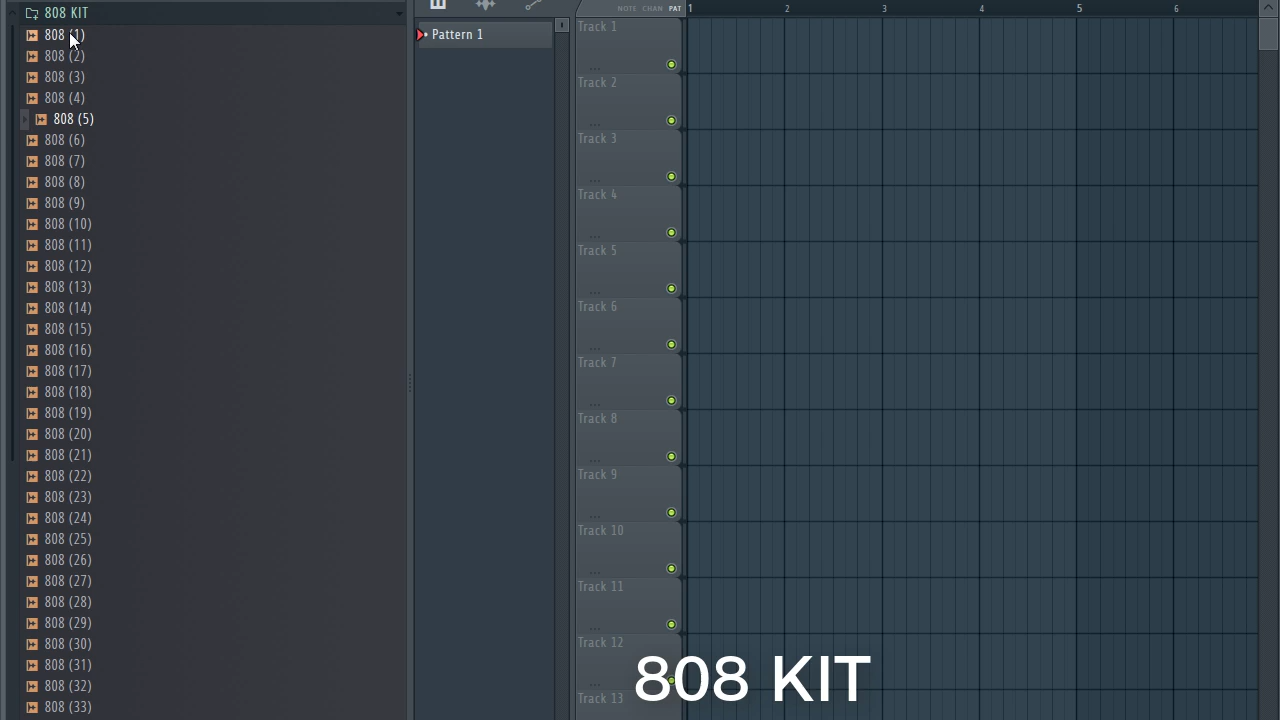 808 KIT
808 (1)
808 (2)
808 (3)
808 (4)
808 (5)
808 (6)
808 (7)
808 (8)
808 (9)
808 (10)
808 (11)
808 (12)
808 (13)
808 (14)
808 (15)
808 (16)
808 (17)
808 (18)
808 (19)
808 (20)
808 (21)
808 (22)
808 (23)
808 (24)
808 (25)
808 (26)
808 (27)
808 (28)
808 (29)
808 (30)
808 (31)
808 (32)
808 (33)
Pattern 1
NOTE CHAN PAT
1 2 3 4 5 6
Track 1
Track 2
Track 3
Track 4
Track 5
Track 6
Track 7
Track 8
Track 9
Track 10
Track 11
Track 12
Track 13
808 KIT